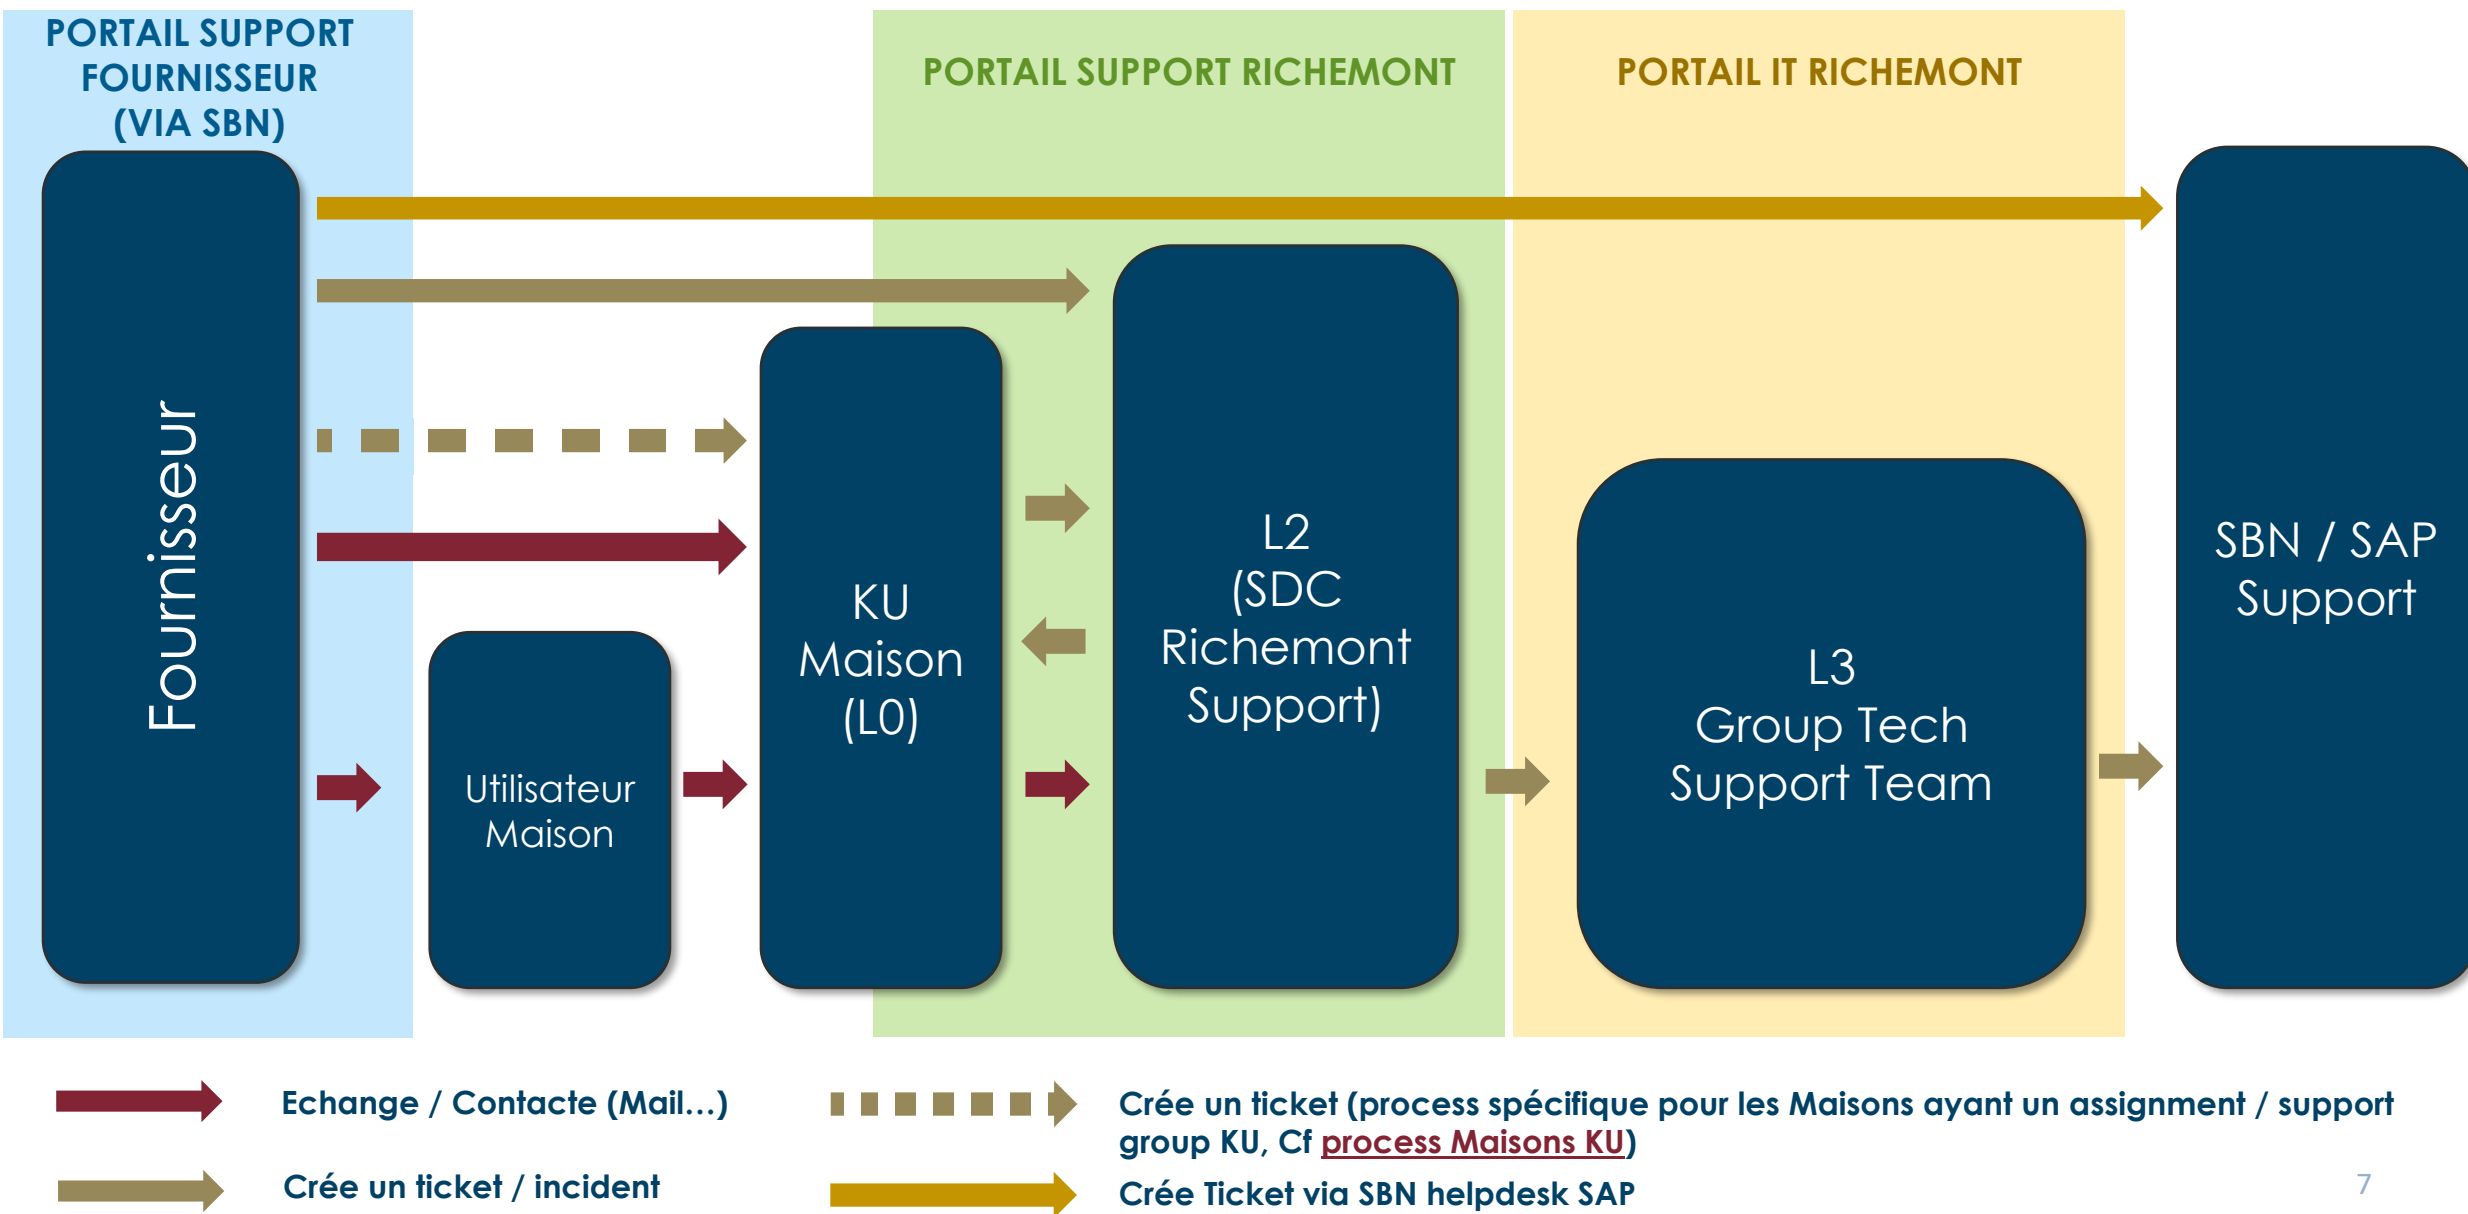 PORTAIL SUPPORT
FOURNISSEUR
(VIA SBN)
PORTAIL SUPPORT RICHEMONT
PORTAIL IT RICHEMONT
Fournisseur
Utilisateur
Maison
KU
Maison
(L0)
L2
(SDC
Richemont
Support)
L3
Group Tech
Support Team
SBN / SAP
Support
Echange / Contacte (Mail...)
Crée un ticket / incident
Crée un ticket (process spécifique pour les Maisons ayant un assignment / support
group KU, Cf process Maisons KU)
Crée Ticket via SBN helpdesk SAP
7